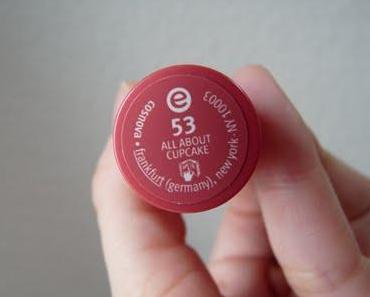 e
53
ALL ABOUT
CUPCAKE
cosnova • frankfurt (germany), new york • NY 10003